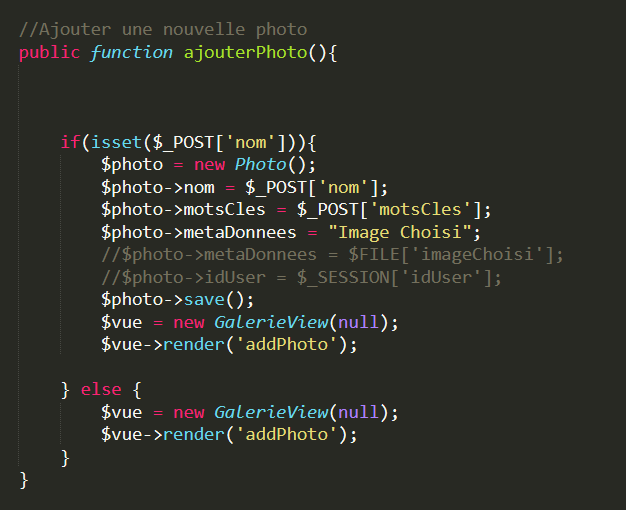 //Ajouter une nouvelle photo
public function ajouterPhoto(){
if(isset($_POST['nom'])){
$photo = new Photo();
$photo->nom = $_POST['nom'];
$photo->motsCles = $_POST['motsCles'];
$photo->metaDonnees = "Image Choisi";
//$photo->metaDonnees = $FILE['imageChoisi'];
//$photo->idUser = $_SESSION['idUser'];
$photo->save();
$vue = new GalerieView(null);
$vue->render('addPhoto');
} else {
$vue = new GalerieView(null);
$vue->render('addPhoto');
}
}